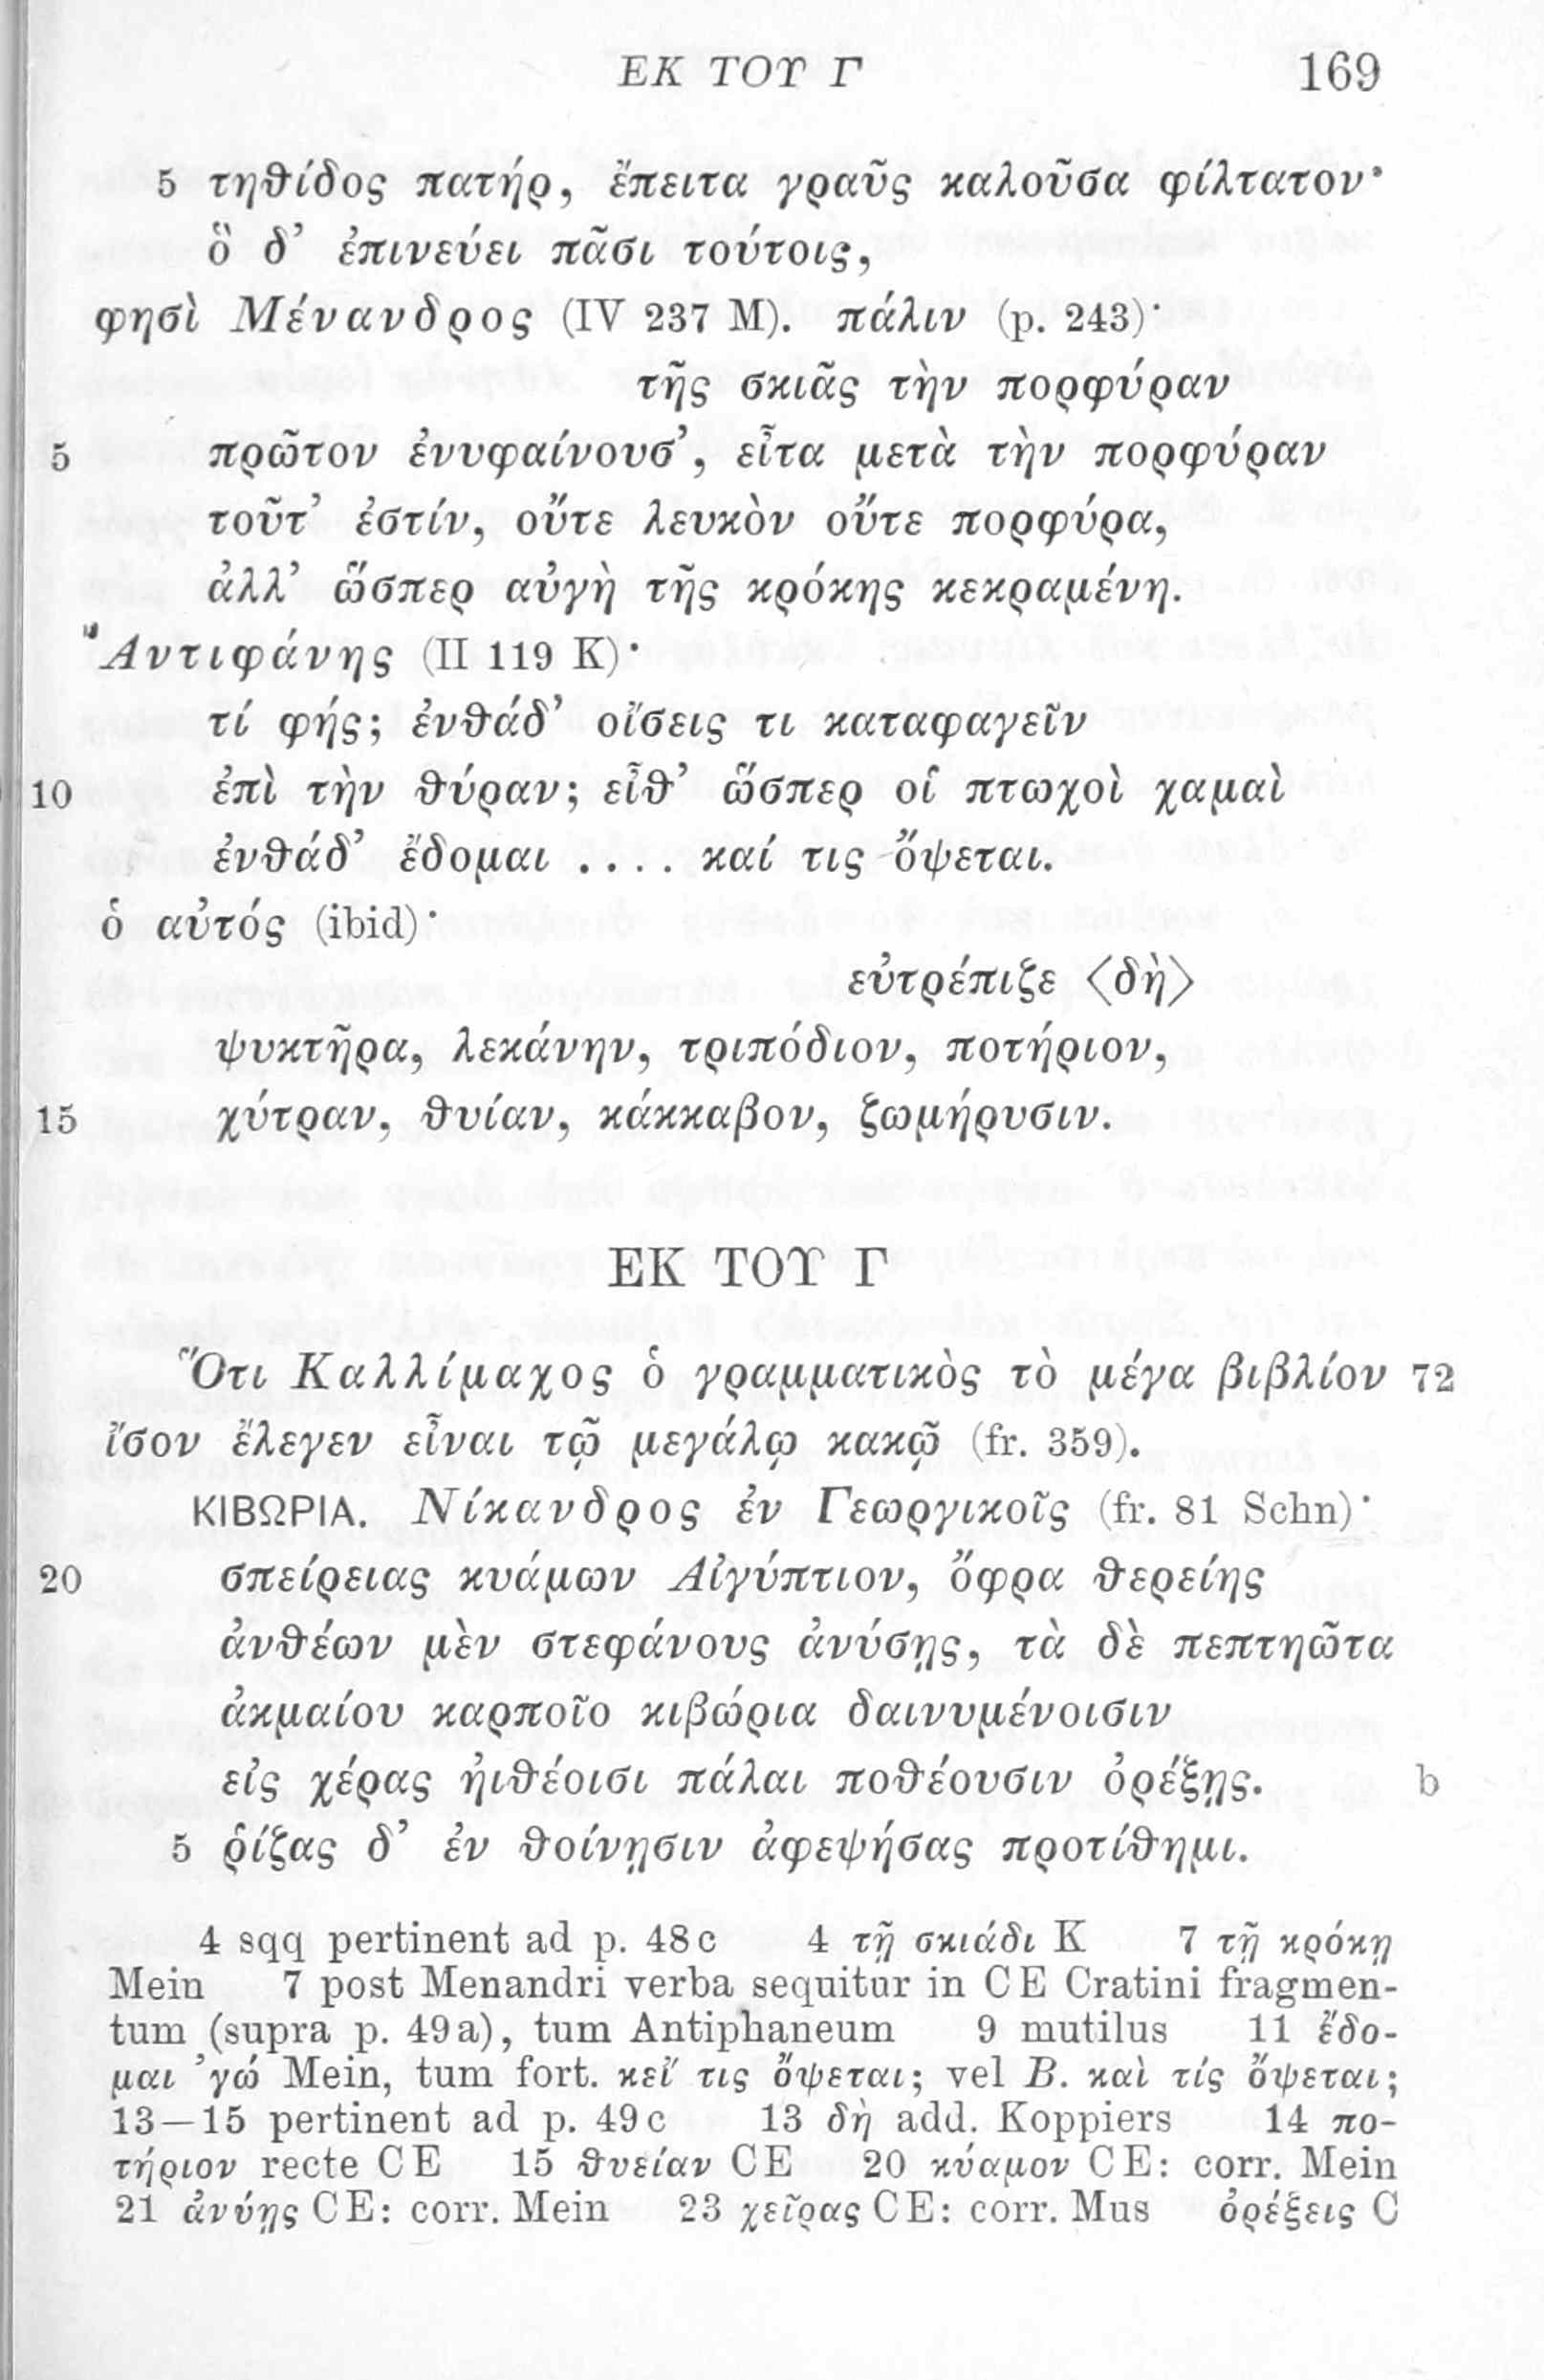 ΕΚ ΤΟΥ Γ 169
5 τηθίδος πατήρ, ἔπειτα γραῦς καλοῦσα φίλτατον·
ὃ δ’ ἐπινεύει πᾶσι τούτοις,
φησὶ Μένανδρος (IV 237 M). πάλιν (p. 243)·
τῆς σκιᾶς τὴν πορφύραν
5 πρῶτον ἐνυφαίνουσ’, εἶτα μετὰ τὴν πορφύραν
τοῦτ’ ἐστίν, οὔτε λευκὸν οὔτε πορφύρα,
ἀλλ’ ὥσπερ αὐγὴ τῆς κρόκης κεκραμένη.
Ἀντιφάνης (II 119 K)·
τί φής; ἐνθάδ’ οἴσεις τι καταφαγεῖν
10 ἐπὶ τὴν θύραν; εἶθ’ ὥσπερ οἱ πτωχοὶ χαμαὶ
ἐνθάδ’ ἔδομαι .... καί τις ὄψεται.
ὁ αὐτός (ibid)·
εὐτρέπιζε <δὴ>
ψυκτῆρα, λεκάνην, τριπόδιον, ποτήριον,
15 χύτραν, θυίαν, κάκκαβον, ζωμήρυσιν.
ΕΚ ΤΟΥ Γ
Ὅτι Καλλίμαχος ὁ γραμματικὸς τὸ μέγα βιβλίον 72
ἴσον ἔλεγεν εἶναι τῷ μεγάλῳ κακῷ (fr. 359).
ΚΙΒΩΡΙΑ. Νίκανδρος ἐν Γεωργικοῖς (fr. 81 Schn)·
20 σπείρειας κυάμων Αἰγύπτιον, ὄφρα θερείης
ἀνθέων μὲν στεφάνους ἀνύσῃς, τὰ δὲ πεπτηῶτα
ἀκμαίου καρποῖο κιβώρια δαινυμένοισιν
εἰς χέρας ἠιθέοισι πάλαι ποθέουσιν ὀρέξῃς. b
5 ῥίζας δ’ ἐν θοίνῃσιν ἀφεψήσας προτίθημι.
4 sqq pertinent ad p. 48c 4 τῇ σκιάδι K 7 τῇ κρόκῃ
Mein 7 post Menandri verba sequitur in CE Cratini fragmen-
tum (supra p. 49a), tum Antiphaneum 9 mutilus 11 ἔδο-
μαι ’γώ Mein, tum fort. κεἴ τις ὄψεται; vel B. καὶ τίς ὄψεται;
13—15 pertinent ad p. 49c 13 δὴ add. Koppiers 14 πο-
τήριον recte CE 15 θυείαν CE 20 κύαμον CE: corr. Mein
21 ἀνύῃς CE: corr. Mein 23 χεῖρας CE: corr. Mus ὀρέξεις C